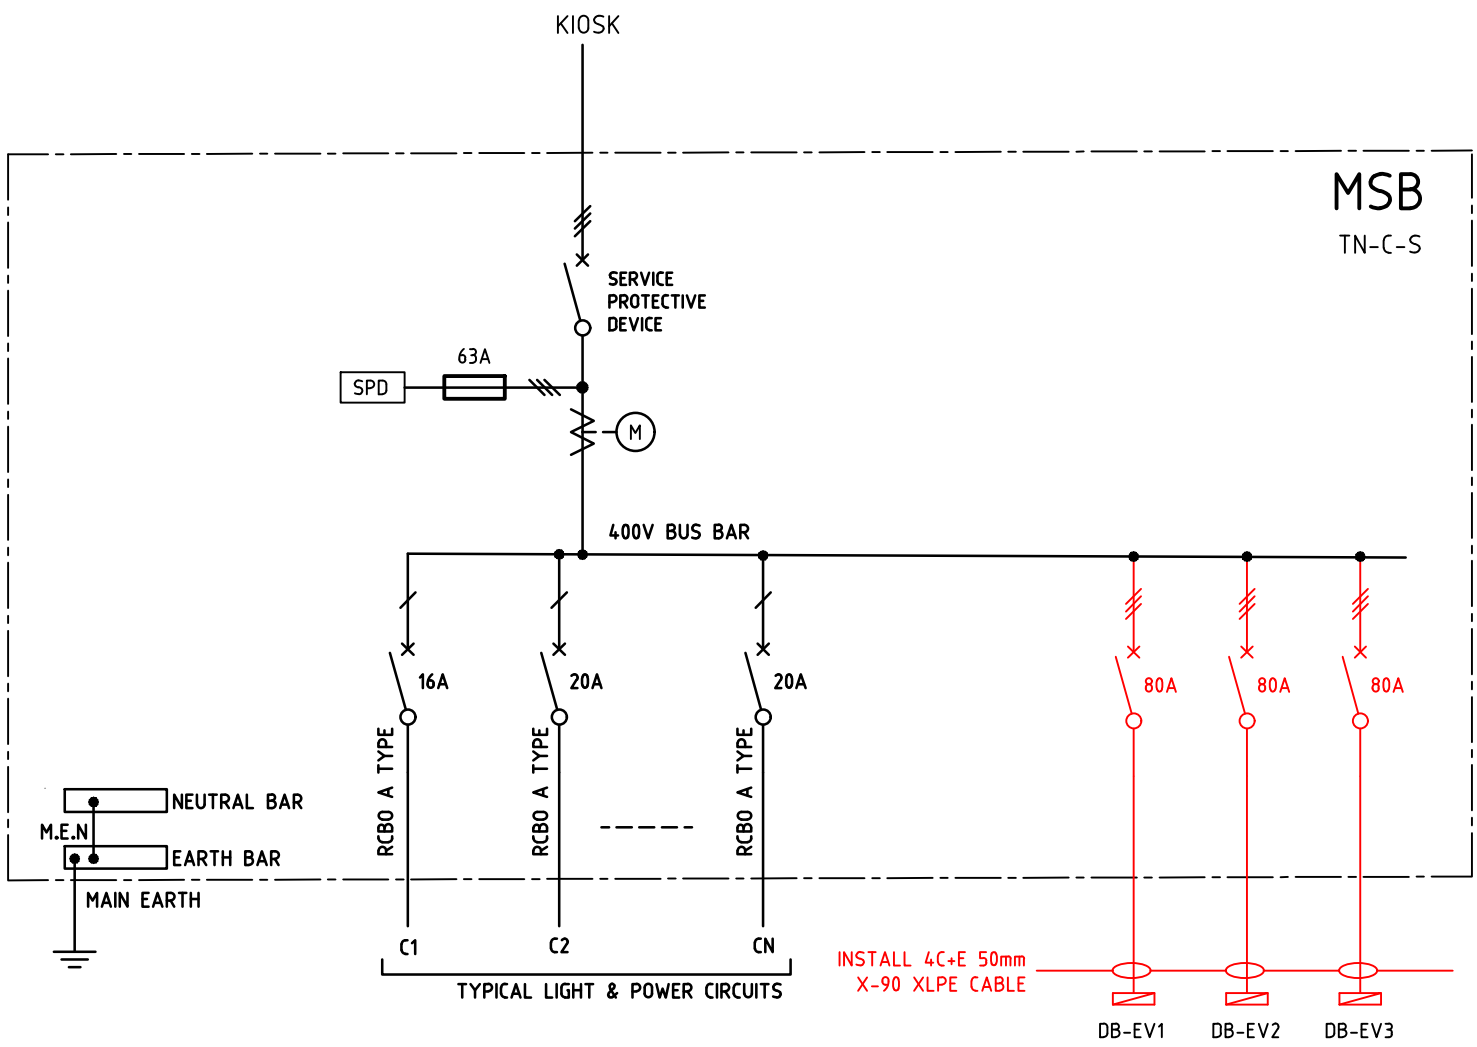 KIOSK
MSB
TN-C-S
SERVICE
PROTECTIVE
DEVICE
63A
SPD
M
400V BUS BAR
16A
20A
20A
80A
80A
80A
RCBO A TYPE
RCBO A TYPE
RCBO A TYPE
NEUTRAL BAR
M.E.N
EARTH BAR
MAIN EARTH
C1
C2
CN
TYPICAL LIGHT & POWER CIRCUITS
INSTALL 4C+E 50mm
X-90 XLPE CABLE
DB-EV1
DB-EV2
DB-EV3